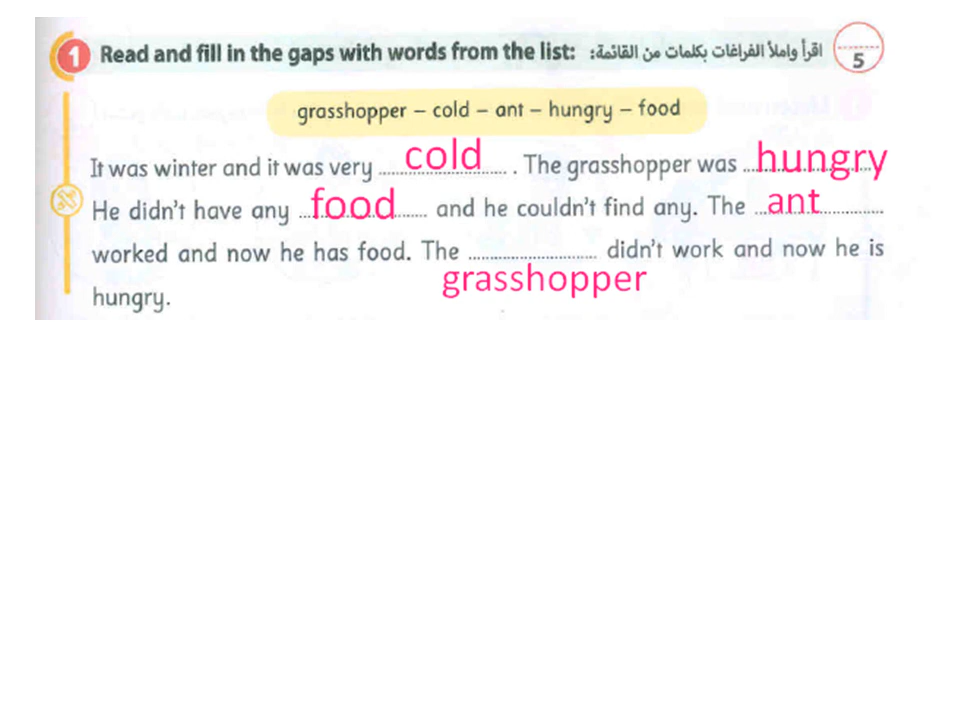 1 Read and fill in the gaps with words from the list: اقرأ واملأ الفراغات بكلمات من القائمة: 5
grasshopper – cold – ant – hungry – food
It was winter and it was very cold. The grasshopper was hungry
He didn't have any food and he couldn't find any. The ant
worked and now he has food. The ........................... didn't work and now he is
grasshopper
hungry.